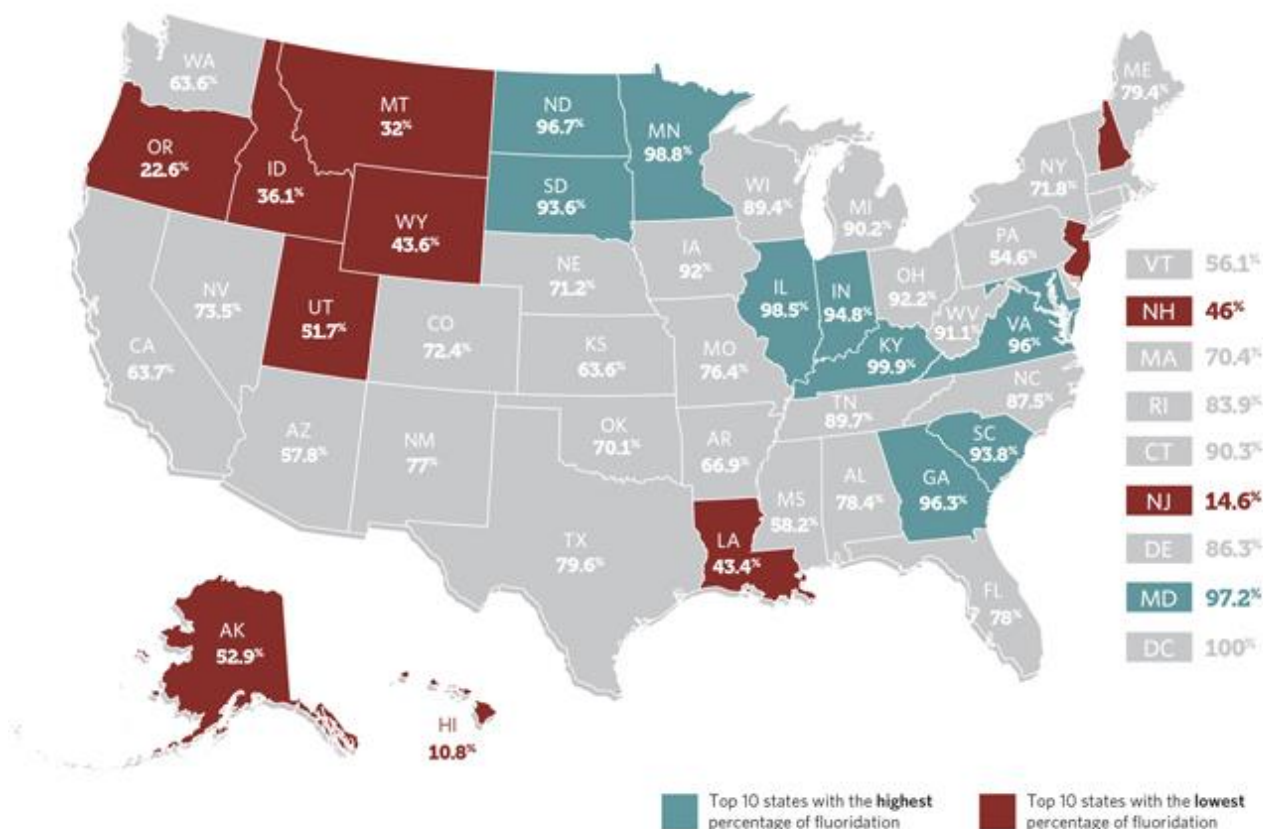 WA
63.6%
OR
22.6%
MT
32%
ID
36.1%
WY
43.6%
ND
96.7%
SD
93.6%
MN
98.8%
WI
89.4%
MI
90.2%
NY
71.8%
ME
79.4%
CA
63.7%
NV
73.5%
UT
51.7%
CO
72.4%
NE
71.2%
KS
63.6%
IA
92%
MO
76.4%
IL
98.5%
IN
94.8%
OH
92.2%
PA
54.6%
WV
91.1%
VA
96%
KY
99.9%
NC
87.5%
TN
89.7%
SC
93.8%
GA
96.3%
AL
78.4%
MS
58.2%
AR
66.9%
LA
43.4%
OK
70.1%
TX
79.6%
NM
77%
AZ
57.8%
FL
78%
AK
52.9%
HI
10.8%
VT 56.1%
NH 46%
MA 70.4%
RI 83.9%
CT 90.3%
NJ 14.6%
DE 86.3%
MD 97.2%
DC 100%
Top 10 states with the highest
percentage of fluoridation
Top 10 states with the lowest
percentage of fluoridation